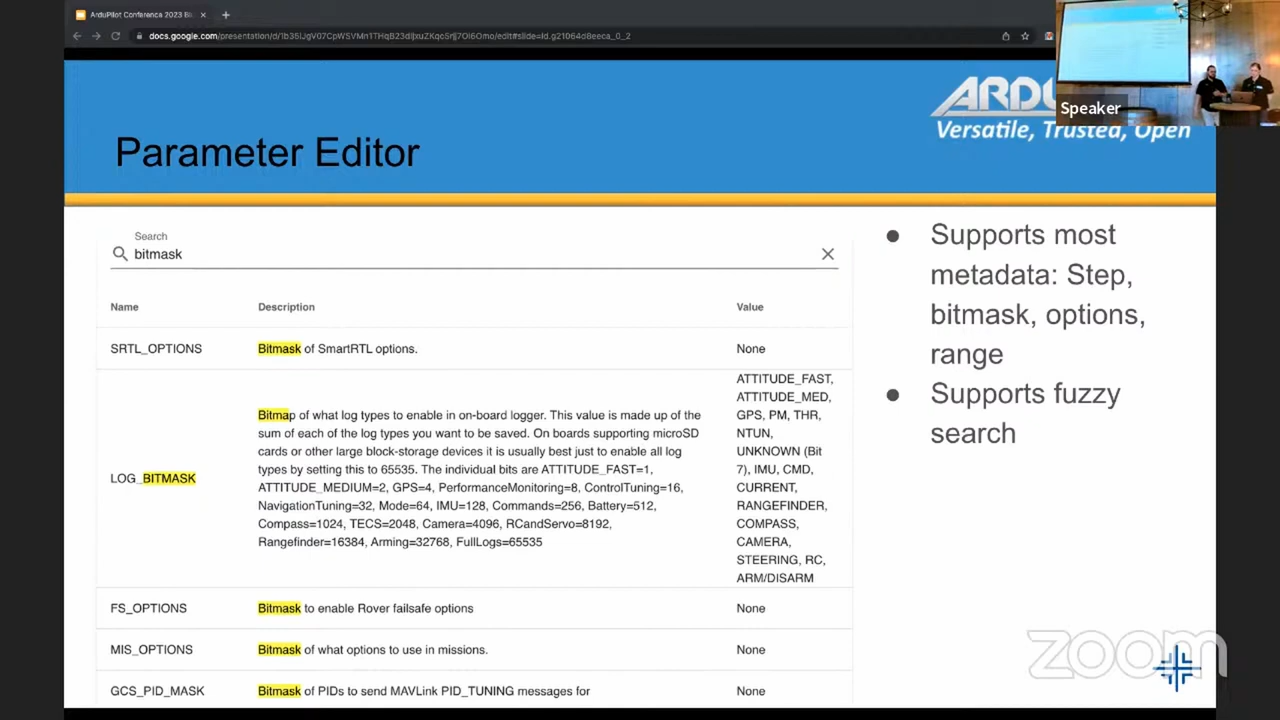 ArduPilot Conference 2023 Bl
docs.google.com/presentation/d/1b35lJgV07CpWSVMn1THqB23dljxuZKqcSrjj7Oi6Omo/edit#slide=id.g21064d8eeca_0_2
Speaker
ARDU
Versatile, Trusted, Open
Parameter Editor
Search
bitmask
Name Description Value
SRTL_OPTIONS Bitmask of SmartRTL options. None
LOG_BITMASK
Bitmap of what log types to enable in on-board logger. This value is made up of the
sum of each of the log types you want to be saved. On boards supporting microSD
cards or other large block-storage devices it is usually best just to enable all log
types by setting this to 65535. The individual bits are ATTITUDE_FAST=1,
ATTITUDE_MEDIUM=2, GPS=4, PerformanceMonitoring=8, ControlTuning=16,
NavigationTuning=32, Mode=64, IMU=128, Commands=256, Battery=512,
Compass=1024, TECS=2048, Camera=4096, RCandServo=8192,
Rangefinder=16384, Arming=32768, FullLogs=65535
ATTITUDE_FAST,
ATTITUDE_MED,
GPS, PM, THR,
NTUN,
UNKNOWN (Bit
7), IMU, CMD,
CURRENT,
RANGEFINDER,
COMPASS,
CAMERA,
STEERING, RC,
ARM/DISARM
FS_OPTIONS Bitmask to enable Rover failsafe options None
MIS_OPTIONS Bitmask of what options to use in missions. None
GCS_PID_MASK Bitmask of PIDs to send MAVLink PID_TUNING messages for None
● Supports most
metadata: Step,
bitmask, options,
range
● Supports fuzzy
search
zoom